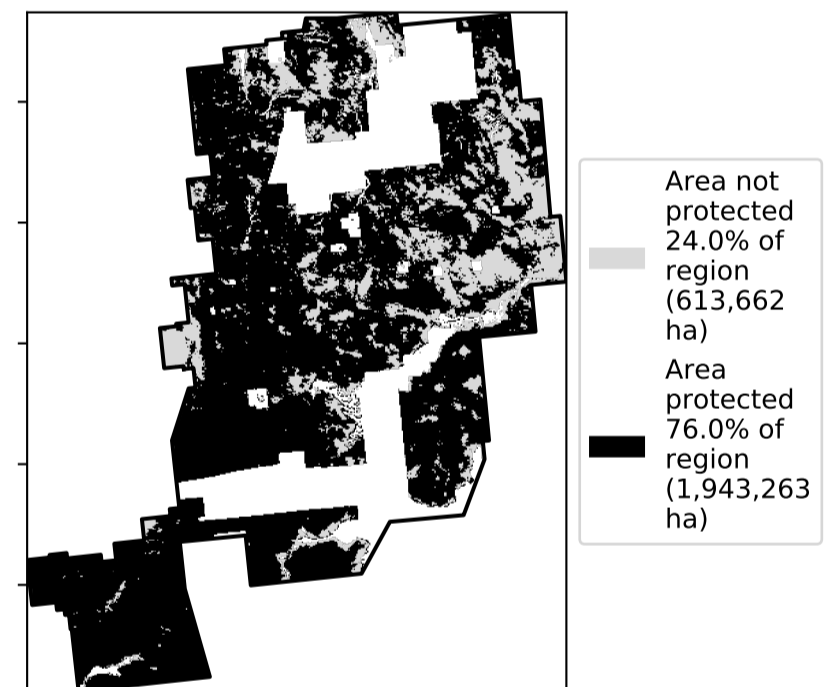 Area not
protected
24.0% of
region
(613,662
ha)
Area
protected
76.0% of
region
(1,943,263
ha)